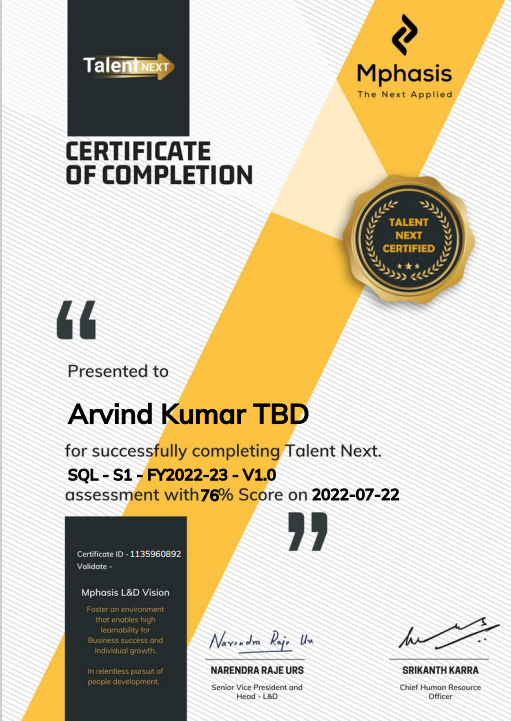 Talent NEXT
Mphasis
The Next Applied
CERTIFICATE
OF COMPLETION
TALENT
NEXT
CERTIFIED
“
Presented to
Arvind Kumar TBD
for successfully completing Talent Next.
SQL - S1 - FY2022-23 - V1.0
assessment with 76% Score on 2022-07-22
”
Certificate ID - 1135960892
Validate -
Mphasis L&D Vision
Foster an environment
that enables high
learnability for
Business success and
Individual growth.
In relentless pursuit of
people development.
Narendra Raje Urs
NARENDRA RAJE URS
Senior Vice President and
Head - L&D
SRIKANTH KARRA
Chief Human Resource
Officer